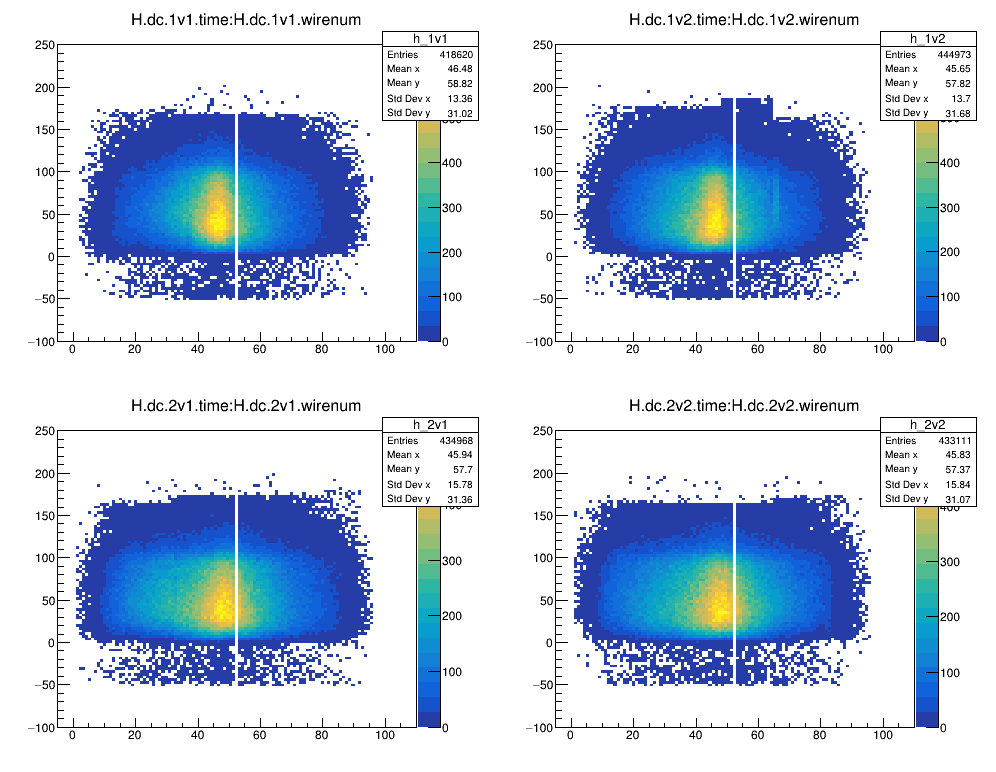 H.dc.1v1.time:H.dc.1v1.wirenum
h_1v1
Entries 418620
Mean x 46.48
Mean y 58.82
Std Dev x 13.36
Std Dev y 31.02
250
200
150
100
50
0
−50
−100
0 20 40 60 80 100
400
300
200
100
0
H.dc.1v2.time:H.dc.1v2.wirenum
h_1v2
Entries 444973
Mean x 45.65
Mean y 57.82
Std Dev x 13.7
Std Dev y 31.68
250
200
150
100
50
0
−50
−100
0 20 40 60 80 100
400
300
200
100
0
H.dc.2v1.time:H.dc.2v1.wirenum
h_2v1
Entries 434968
Mean x 45.94
Mean y 57.7
Std Dev x 15.78
Std Dev y 31.36
250
200
150
100
50
0
−50
−100
0 20 40 60 80 100
300
200
100
0
H.dc.2v2.time:H.dc.2v2.wirenum
h_2v2
Entries 433111
Mean x 45.83
Mean y 57.37
Std Dev x 15.84
Std Dev y 31.07
250
200
150
100
50
0
−50
−100
0 20 40 60 80 100
400
300
200
100
0